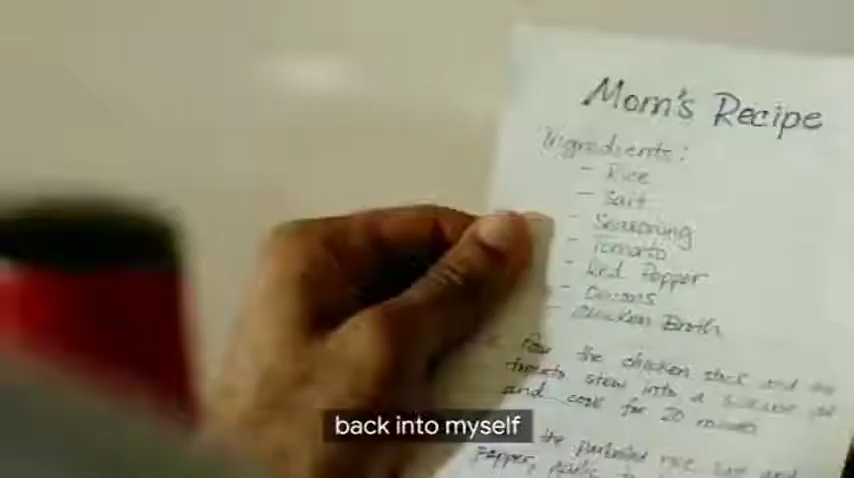 Mom's Recipe
Ingredients:
- Rice
- Salt
- Seasoning
- Tomato
- Red Pepper
- Onions
- Chicken Broth
Pour the chicken stock and the
tomato stew into a
and cook for 20 minutes
the parboiled rice, salt and
pepper,
back into myself